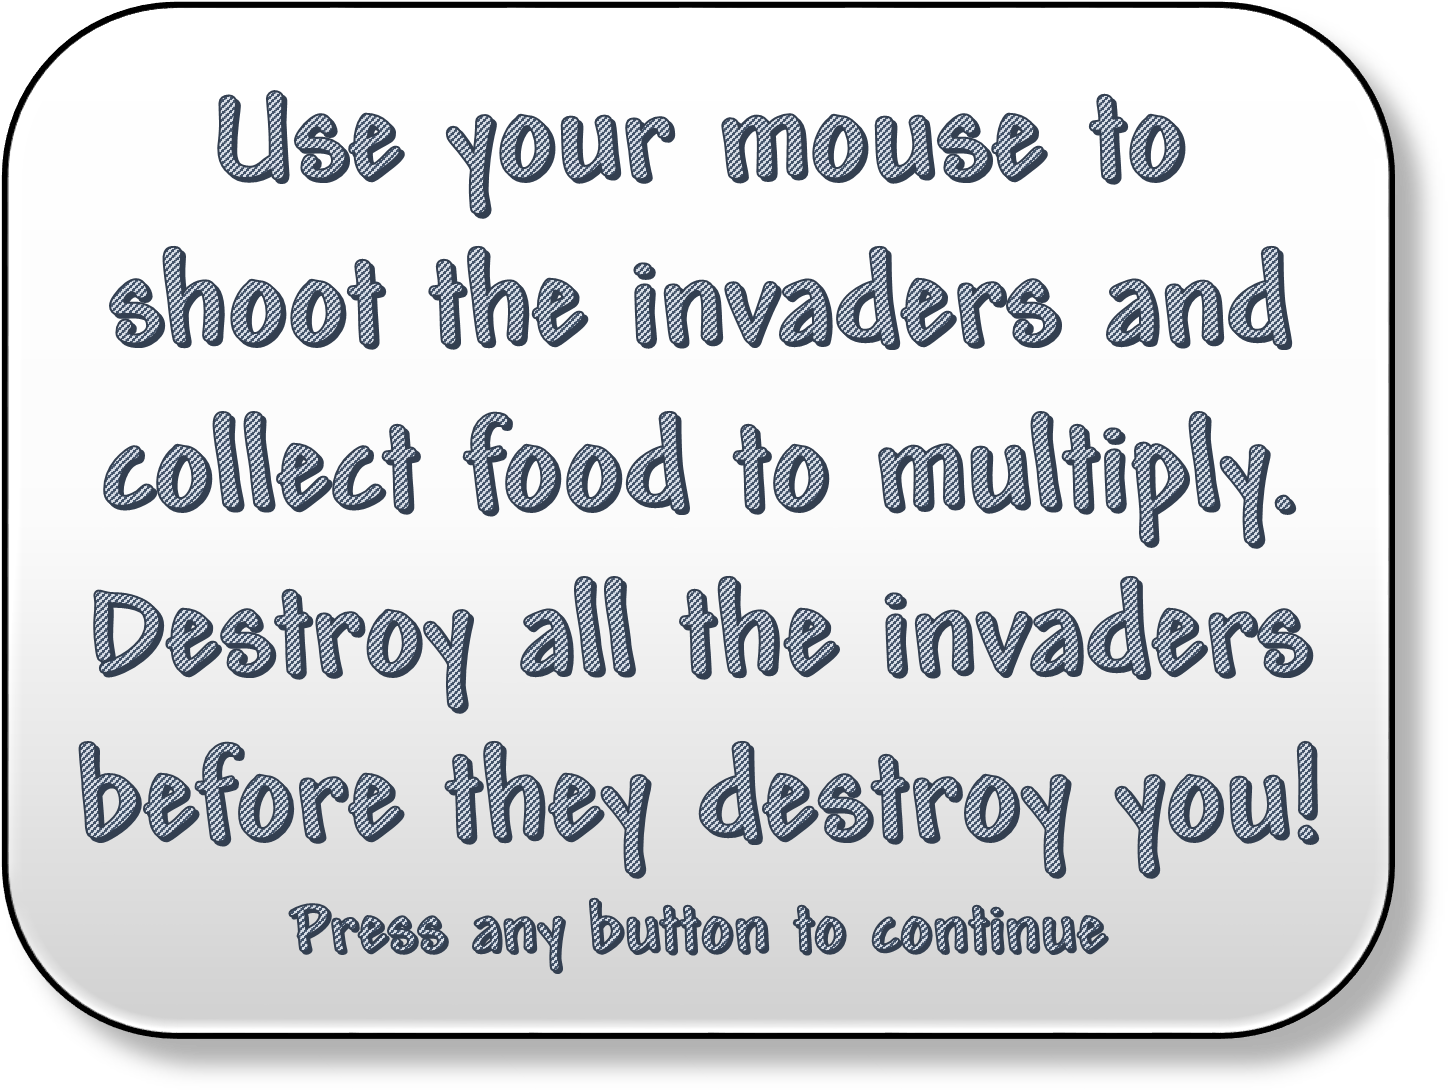 Use your mouse to
shoot the invaders and
collect food to multiply.
Destroy all the invaders
before they destroy you!
Press any button to continue